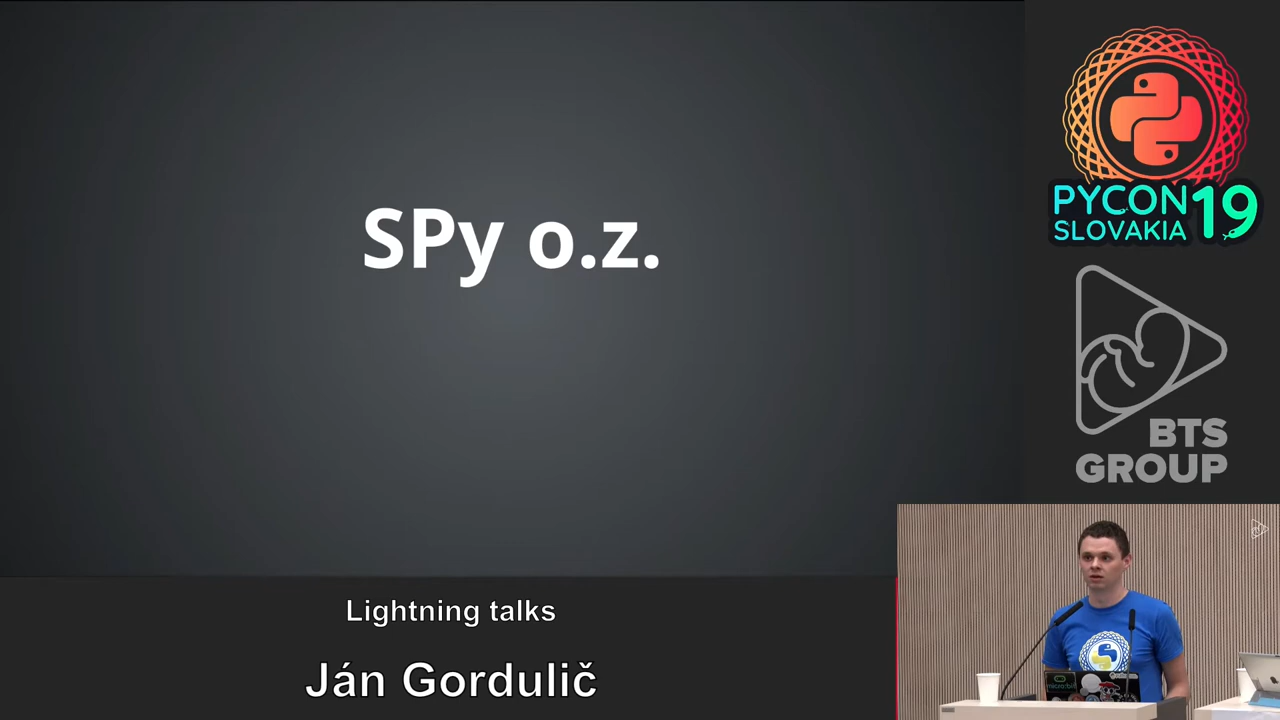 SPy o.z.
PYCON 19
SLOVAKIA
BTS
GROUP
Lightning talks
Ján Gordulič